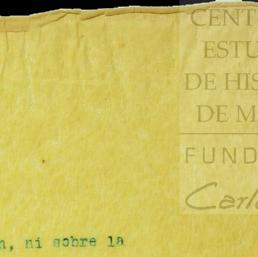 CENT
ESTU
DE HIS
DE M
FUND
Carl
n, ni sobre la